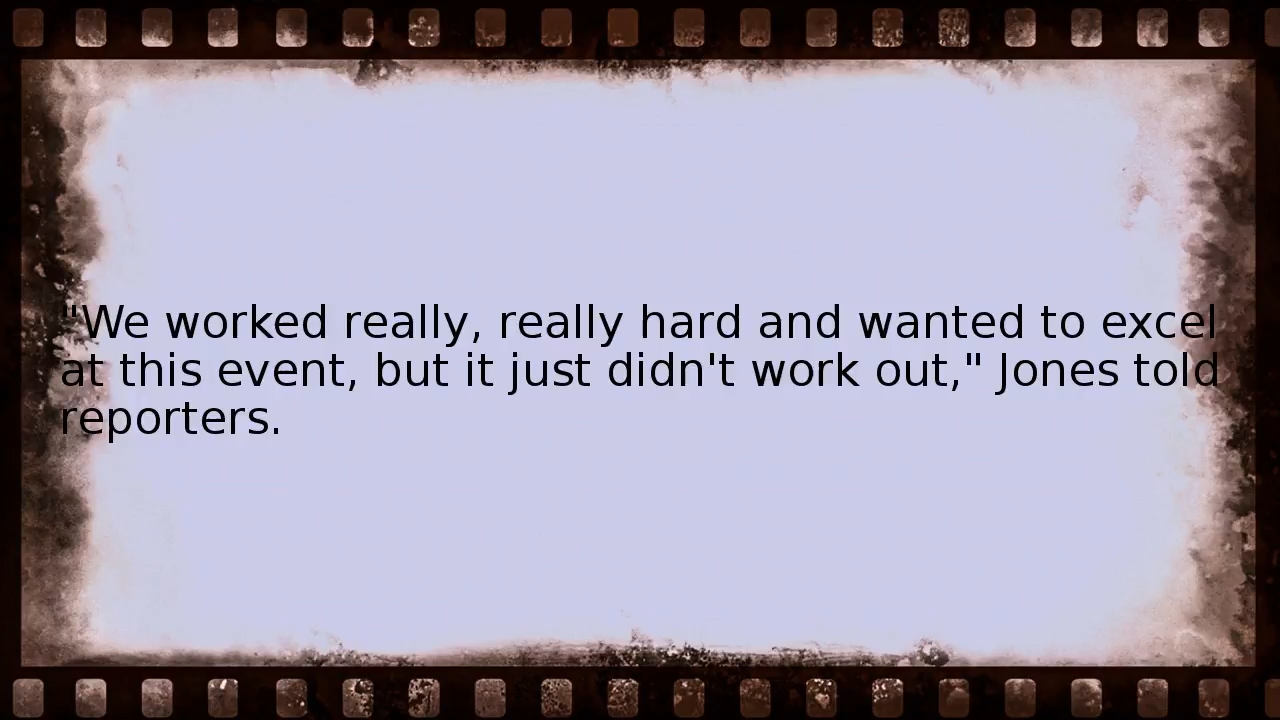 "We worked really, really hard and wanted to excel
at this event, but it just didn't work out," Jones told
reporters.